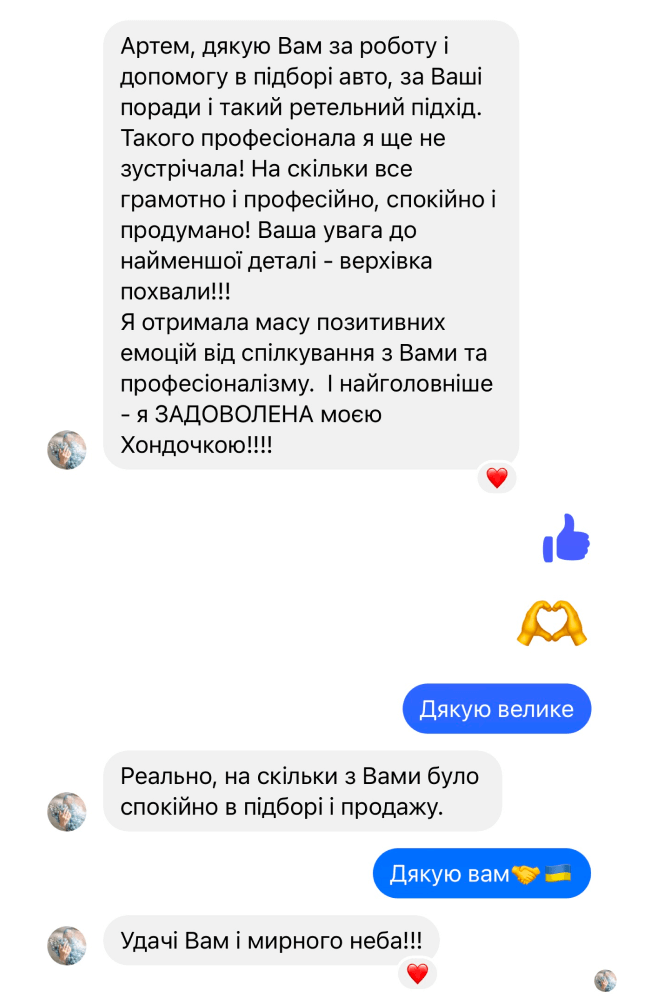 Артем, дякую Вам за роботу і
допомогу в підборі авто, за Ваші
поради і такий ретельний підхід.
Такого професіонала я ще не
зустрічала! На скільки все
грамотно і професійно, спокійно і
продумано! Ваша увага до
найменшої деталі - верхівка
похвали!!!
Я отримала масу позитивних
емоцій від спілкування з Вами та
професіоналізму.  І найголовніше
- я ЗАДОВОЛЕНА моєю
Хондочкою!!!!
Дякую велике
Реально, на скільки з Вами було
спокійно в підборі і продажу.
Дякую вам🤝🇺🇦
Удачі Вам і мирного неба!!!